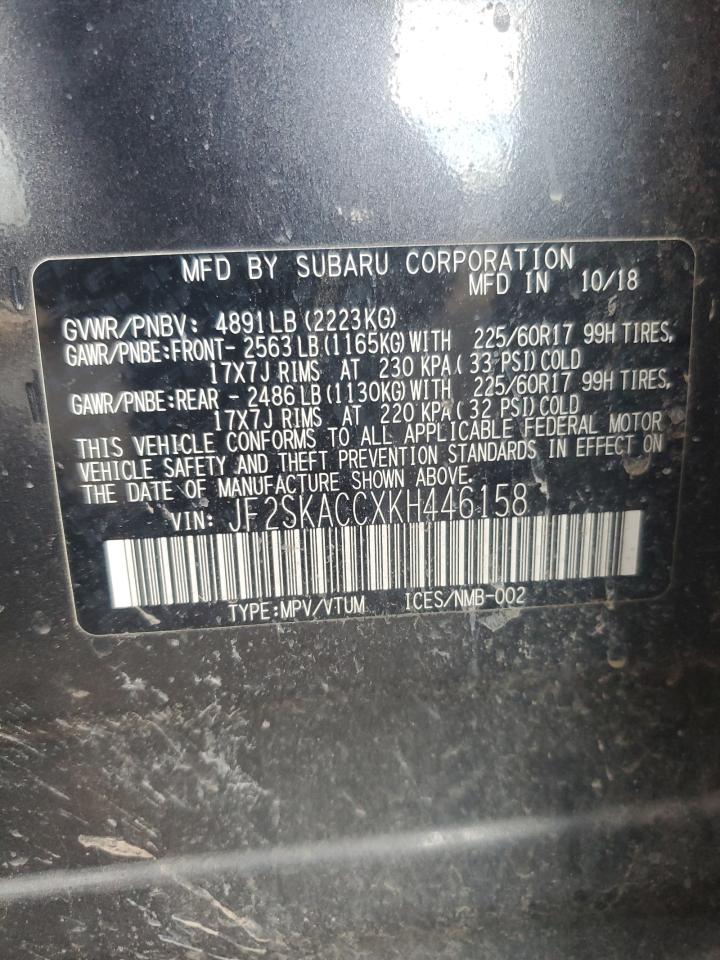 MFD BY SUBARU CORPORATION
MFD IN 10/18
GVWR/PNBV: 4891LB(2223KG)
GAWR/PNBE:FRONT- 2563LB(1165KG)WITH 225/60R17 99H TIRES,
17X7J RIMS AT 230 KPA( 33 PSI)COLD
GAWR/PNBE:REAR - 2486LB(1130KG)WITH 225/60R17 99H TIRES,
17X7J RIMS AT 220 KPA( 32 PSI)COLD
THIS VEHICLE CONFORMS TO ALL APPLICABLE FEDERAL MOTOR
VEHICLE SAFETY AND THEFT PREVENTION STANDARDS IN EFFECT ON
THE DATE OF MANUFACTURE SHOWN ABOVE.
VIN: JF2SKACCXKH446158
TYPE:MPV/VTUM ICES/NMB-002